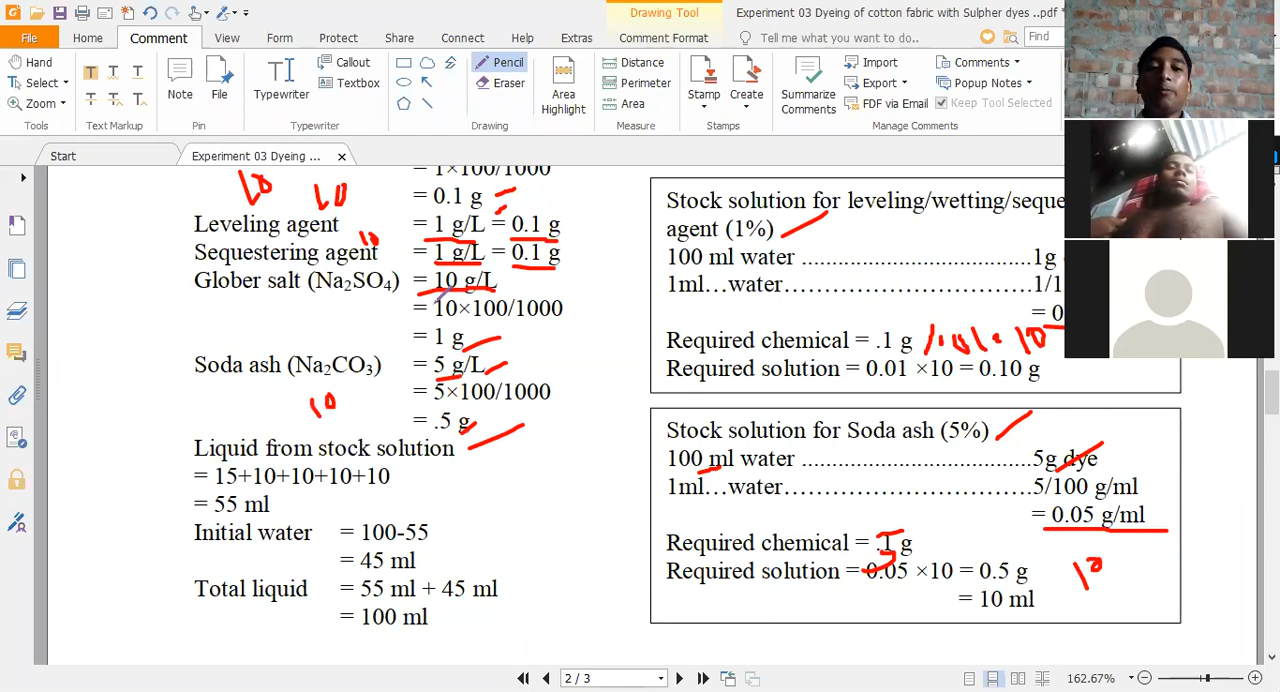 Drawing Tool
Experiment 03 Dyeing of cotton fabric with Sulpher dyes ..pdf *
File Home Comment View Form Protect Share Connect Help Extras Comment Format Tell me what you want to do... Find
Hand
Select
Zoom
Tools
Text Markup
Note
File
Pin
Typewriter
Callout
Textbox
Typewriter
Pencil
Eraser
Drawing
Area Highlight
Distance
Perimeter
Area
Measure
Stamp
Create
Stamps
Summarize Comments
Import
Export
FDF via Email
Comments
Popup Notes
Keep Tool Selected
Manage Comments
Start
Experiment 03 Dyeing ...
= 1×100/1000
= 0.1 g
10 10
Leveling agent = 1 g/L = 0.1 g
10
Sequestering agent = 1 g/L = 0.1 g
Glober salt (Na₂SO₄) = 10 g/L
= 10×100/1000
= 1 g
Soda ash (Na₂CO₃) = 5 g/L
= 5×100/1000
10
= .5 g
Liquid from stock solution
= 15+10+10+10+10
= 55 ml
Initial water = 100-55
= 45 ml
Total liquid = 55 ml + 45 ml
= 100 ml
Stock solution for leveling/wetting/seque
agent (1%)
100 ml water ................................................1g
1ml…water……………………………1/1
= 0
Required chemical = .1 g
Required solution = 0.01 ×10 = 0.10 g
Stock solution for Soda ash (5%)
100 ml water ................................................5g dye
1ml…water……………………………5/100 g/ml
= 0.05 g/ml
Required chemical = .1 g
5
Required solution = 0.05 ×10 = 0.5 g
10
= 10 ml
2 / 3
162.67%